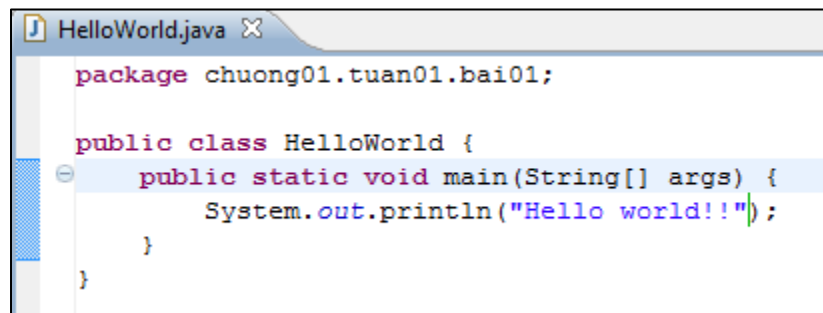 HelloWorld.java
package chuong01.tuan01.bai01;
public class HelloWorld {
public static void main(String[] args) {
System.out.println("Hello world!!");
}
}